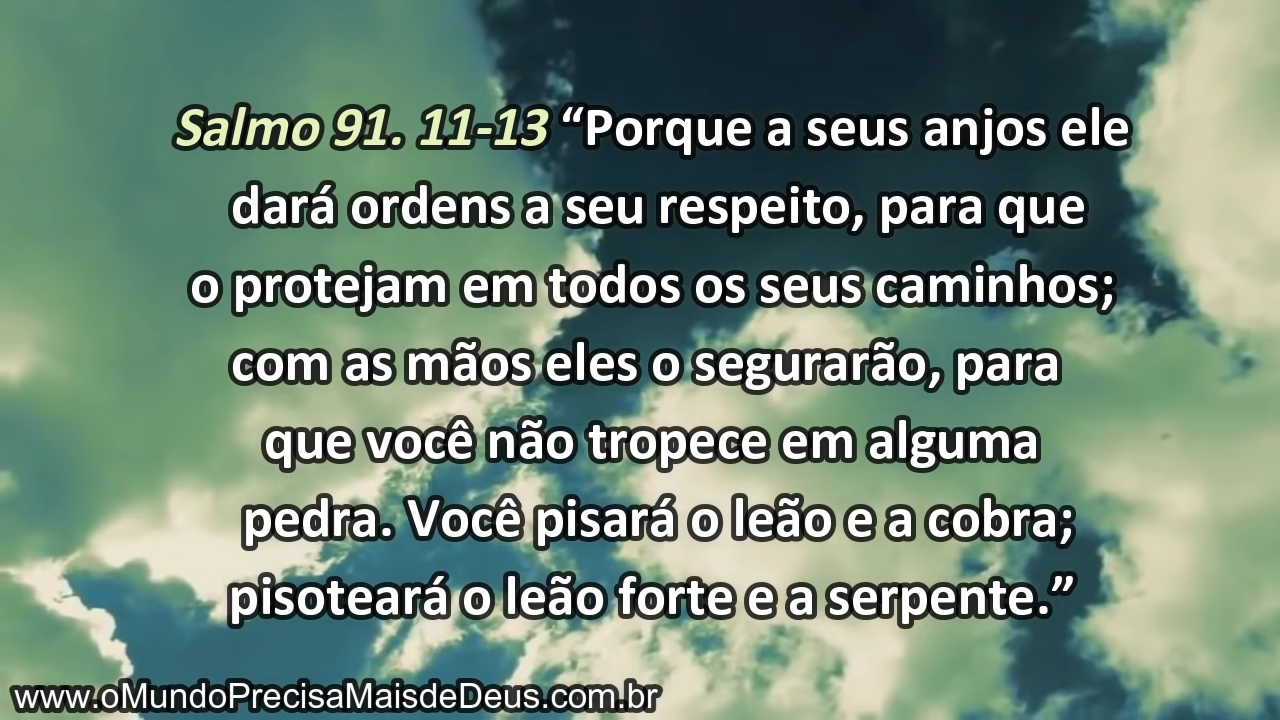 Salmo 91. 11-13 “Porque a seus anjos ele
dará ordens a seu respeito, para que
o protejam em todos os seus caminhos;
com as mãos eles o segurarão, para
que você não tropece em alguma
pedra. Você pisará o leão e a cobra;
pisoteará o leão forte e a serpente.”
www.oMundoPrecisaMaisdeDeus.com.br